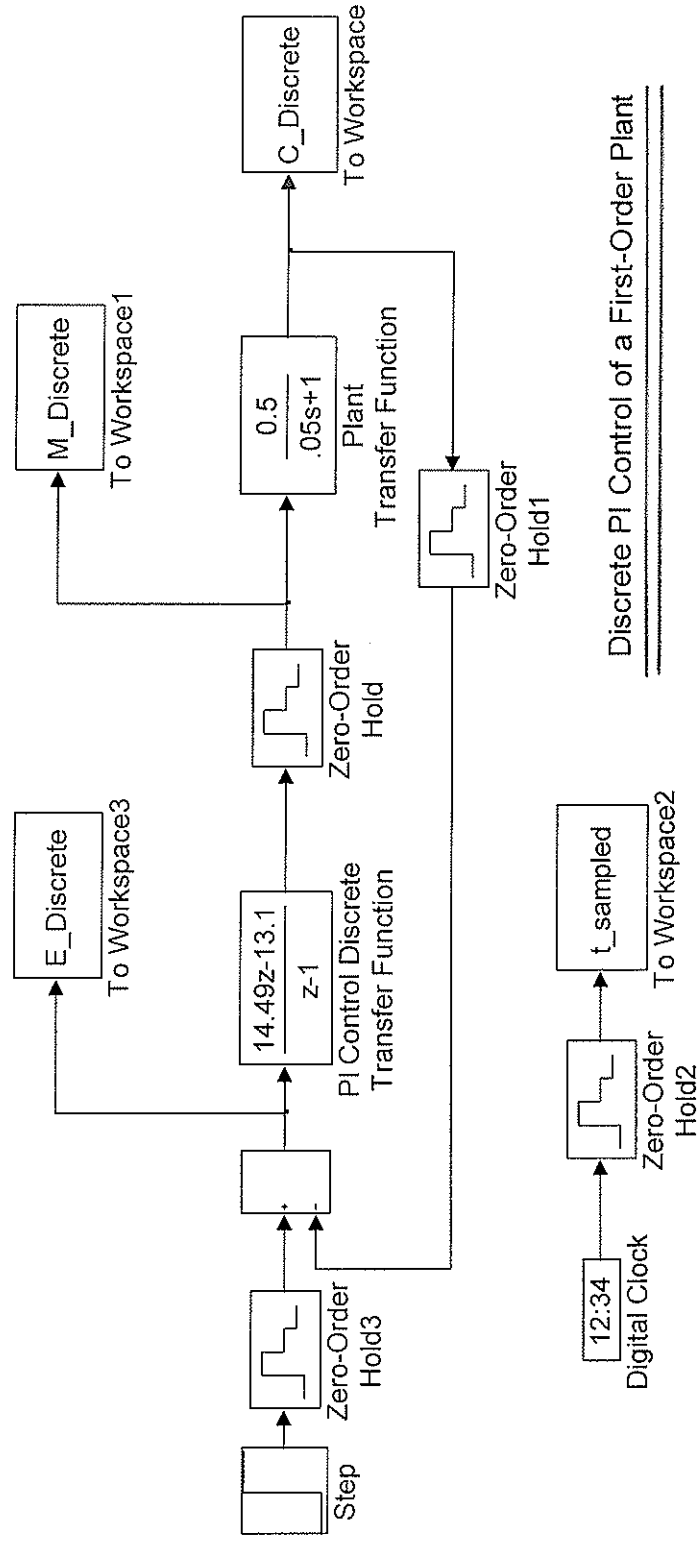 Step
Zero-Order
Hold3
+
-
E_Discrete
To Workspace3
14.49z-13.1
z-1
PI Control Discrete
Transfer Function
Zero-Order
Hold
M_Discrete
To Workspace1
0.5
.05s+1
Plant
Transfer Function
C_Discrete
To Workspace
Zero-Order
Hold1
12:34
Digital Clock
Zero-Order
Hold2
t_sampled
To Workspace2
Discrete PI Control of a First-Order Plant